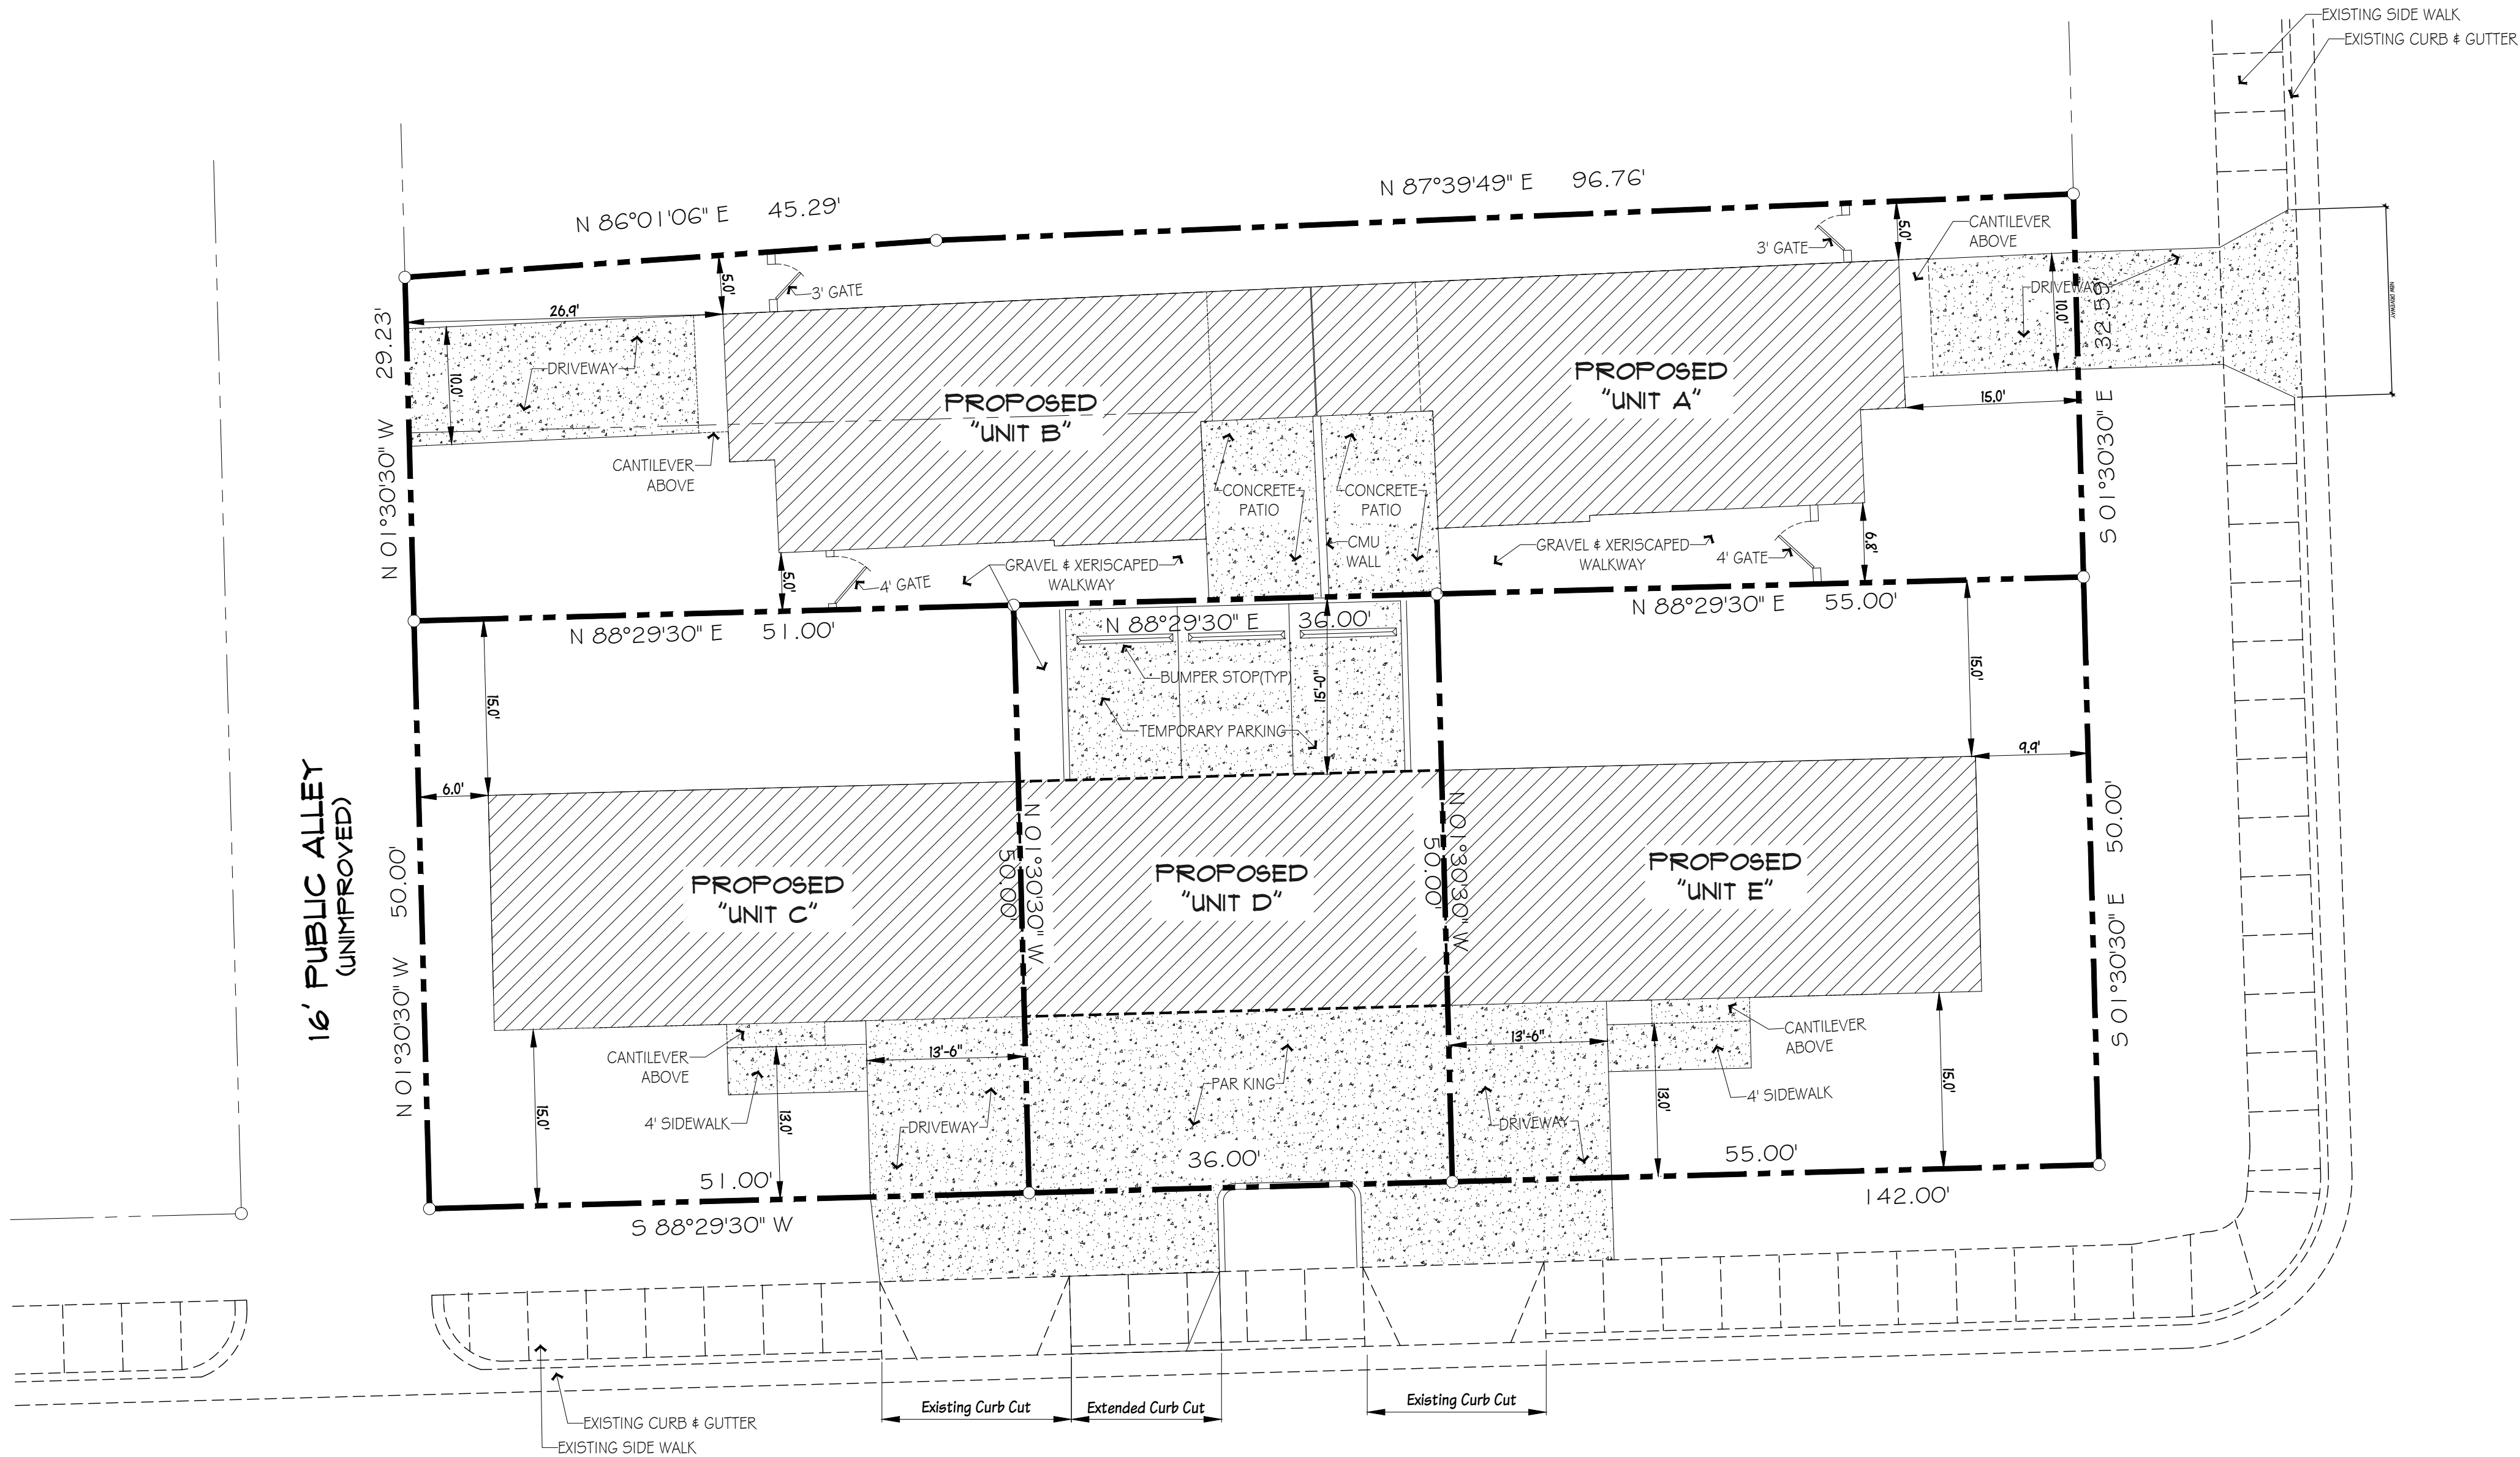 EXISTING SIDE WALK
EXISTING CURB & GUTTER
N 87°39'49" E 96.76'
N 86°01'06" E 45.29'
3' GATE
5.0'
CANTILEVER
ABOVE
5.0'
3' GATE
26.9'
DRIVEWAY
10.0'
32.59'
NEW DRIVEWAY
29.23'
DRIVEWAY
10.0'
PROPOSED
"UNIT A"
PROPOSED
"UNIT B"
15.0'
CANTILEVER
ABOVE
N 01°30'30" W
S 01°30'30" E
CONCRETE
PATIO
CONCRETE
PATIO
CMU
WALL
GRAVEL & XERISCAPED
WALKWAY
4' GATE
6.8'
5.0'
4' GATE
GRAVEL & XERISCAPED
WALKWAY
N 88°29'30" E 51.00'
N 88°29'30" E 36.00'
N 88°29'30" E 55.00'
15.0'
BUMPER STOP(TYP)
15'-0"
15.0'
TEMPORARY PARKING
9.9'
6.0'
16' PUBLIC ALLEY
(UNIMPROVED)
N 01°30'30" W
50.00'
N 01°30'30" W
50.00'
N 01°30'30" W 50.00'
S 01°30'30" E 50.00'
PROPOSED
"UNIT C"
PROPOSED
"UNIT D"
PROPOSED
"UNIT E"
CANTILEVER
ABOVE
13'-6"
13'-6"
CANTILEVER
ABOVE
PAR KING
4' SIDEWALK
4' SIDEWALK
15.0'
13.0'
DRIVEWAY
DRIVEWAY
13.0'
15.0'
51.00'
36.00'
55.00'
S 88°29'30" W
142.00'
Existing Curb Cut
Extended Curb Cut
Existing Curb Cut
EXISTING CURB & GUTTER
EXISTING SIDE WALK